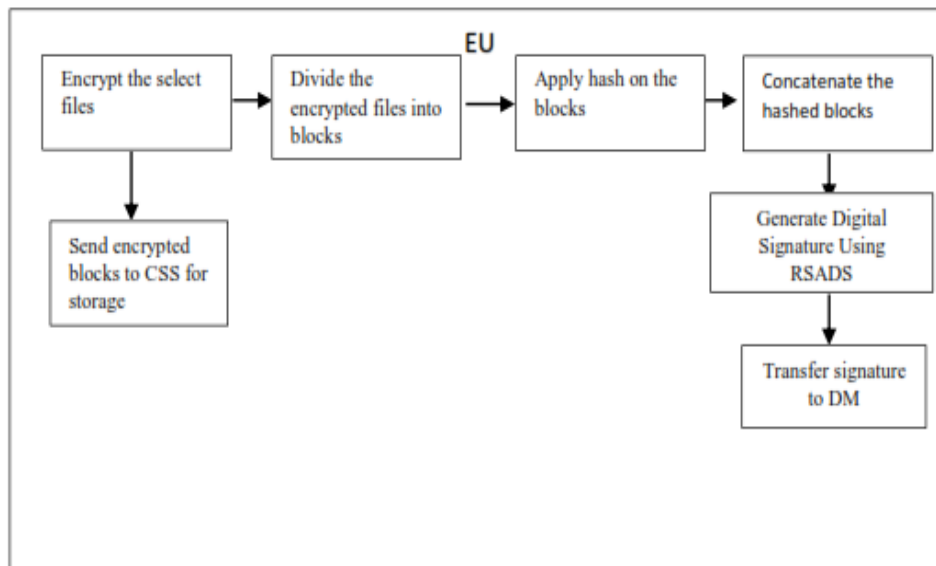 EU
Encrypt the select
files
Divide the
encrypted files into
blocks
Apply hash on the
blocks
Concatenate the
hashed blocks
Send encrypted
blocks to CSS for
storage
Generate Digital
Signature Using
RSADS
Transfer signature
to DM